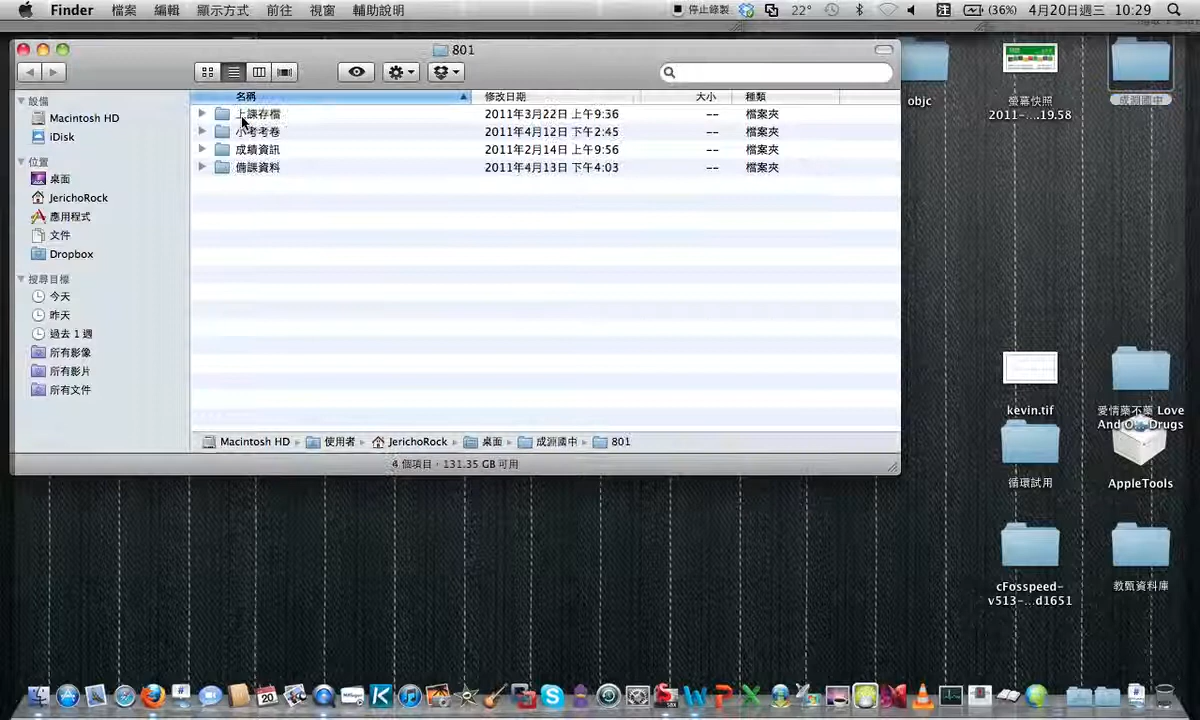 Finder 檔案 編輯 顯示方式 前往 視窗 輔助說明
停止錄製 22° (36%) 4月20日週三 10:29
801
名稱 修改日期 大小 種類
上課存檔 2011年3月22日 上午9:36 -- 檔案夾
小考考卷 2011年4月12日 下午2:45 -- 檔案夾
成績資訊 2011年2月14日 上午9:56 -- 檔案夾
備課資料 2011年4月13日 下午4:03 -- 檔案夾
設備
Macintosh HD
iDisk
位置
桌面
JerichoRock
應用程式
文件
Dropbox
搜尋目標
今天
昨天
過去 1 週
所有影像
所有影片
所有文件
Macintosh HD 使用者 JerichoRock 桌面 成淵國中 801
4 個項目，131.35 GB 可用
objc
螢幕快照
2011-...19.58
成淵國中
kevin.tif
愛情藥不藥 Love
And Drugs
循環試用
AppleTools
cFosspeed-
v513-...d1651
教甄資料庫
20